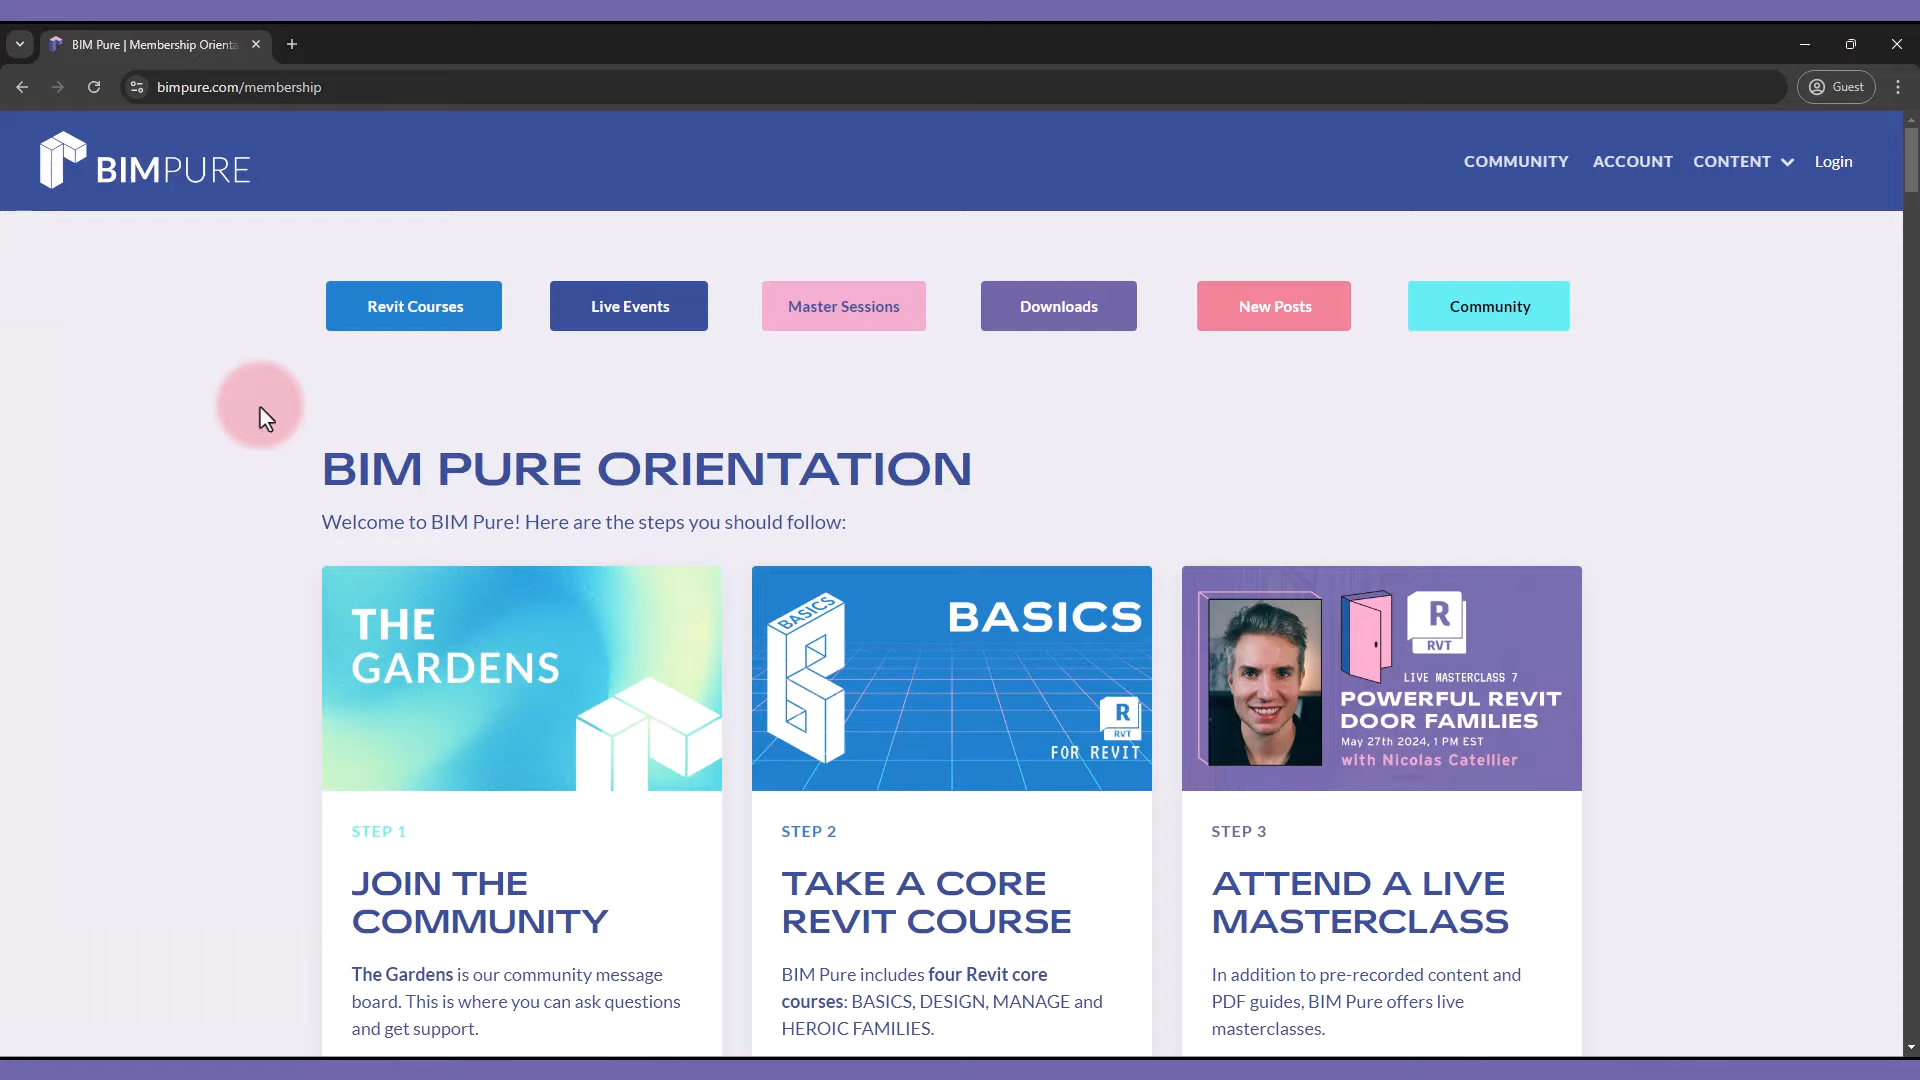 BIM Pure | Membership Orienta
bimpure.com/membership
Guest
BIMPURE
COMMUNITY ACCOUNT CONTENT Login
Revit Courses Live Events Master Sessions Downloads New Posts Community
BIM PURE ORIENTATION
Welcome to BIM Pure! Here are the steps you should follow:
THE
GARDENS
STEP 1
JOIN THE
COMMUNITY
The Gardens is our community message
board. This is where you can ask questions
and get support.
BASICS
BASICS
R
RVT
FOR REVIT
STEP 2
TAKE A CORE
REVIT COURSE
BIM Pure includes four Revit core
courses: BASICS, DESIGN, MANAGE and
HEROIC FAMILIES.
R
RVT
LIVE MASTERCLASS 7
POWERFUL REVIT
DOOR FAMILIES
May 27th 2024, 1 PM EST
with Nicolas Catellier
STEP 3
ATTEND A LIVE
MASTERCLASS
In addition to pre-recorded content and
PDF guides, BIM Pure offers live
masterclasses.